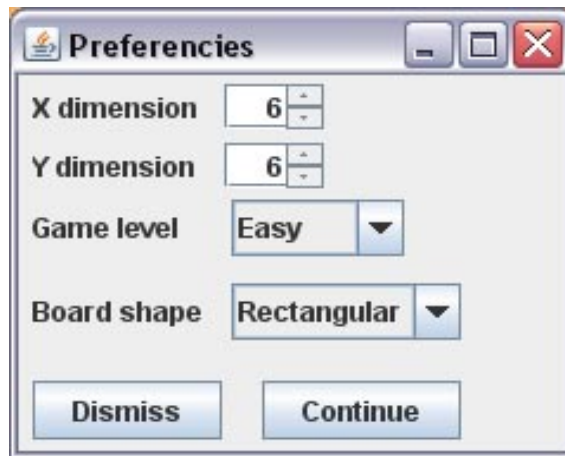 Preferencies
X dimension 6
Y dimension 6
Game level Easy
Board shape Rectangular
Dismiss Continue